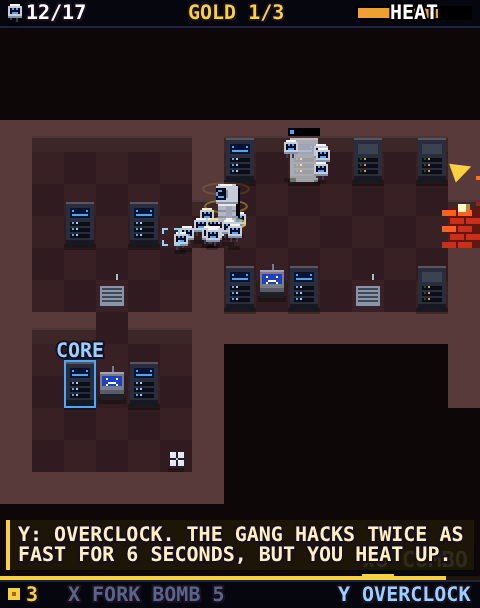 12/17 GOLD 1/3 HEAT
CORE
Y: OVERCLOCK. THE GANG HACKS TWICE AS
FAST FOR 6 SECONDS, BUT YOU HEAT UP.
COMBO
3 X FORK BOMB 5 Y OVERCLOCK